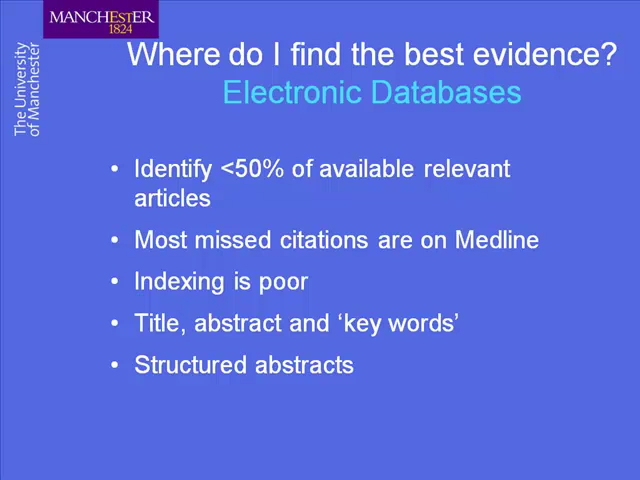 MANCHESTER
1824
The University
of Manchester
Where do I find the best evidence?
Electronic Databases
• Identify <50% of available relevant
articles
• Most missed citations are on Medline
• Indexing is poor
• Title, abstract and ‘key words’
• Structured abstracts